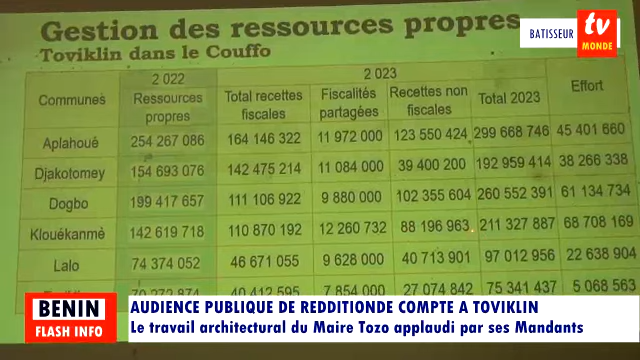 Gestion des ressources propres
Toviklin dans le Couffo
BATISSEUR tv MONDE
Communes 2 022 2 023 Effort
Ressources propres Total recettes fiscales Fiscalités partagées Recettes non fiscales Total 2023
Aplahoué 254 267 086 164 146 322 11 972 000 123 550 424 299 668 746 45 401 660
Djakotomey 154 693 076 142 475 214 11 084 000 39 400 200 192 959 414 38 266 338
Dogbo 199 417 657 111 106 922 9 880 000 102 355 604 260 552 391 61 134 734
Klouékanmè 142 619 718 110 870 192 12 260 732 88 196 963 211 327 887 68 708 169
Lalo 74 374 052 46 671 055 9 628 000 40 713 901 97 012 956 22 638 904
70 272 874 40 412 595 7 854 000 27 074 842 75 341 437 5 068 563
BENIN
FLASH INFO
AUDIENCE PUBLIQUE DE REDDITIONDE COMPTE A TOVIKLIN
Le travail architectural du Maire Tozo applaudi par ses Mandants